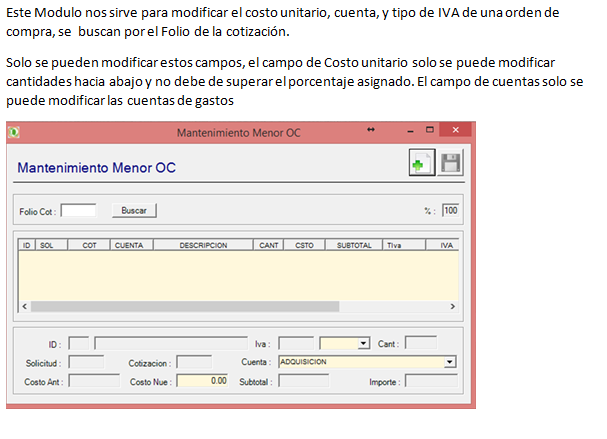 Este Modulo nos sirve para modificar el costo unitario, cuenta, y tipo de IVA de una orden de
compra, se buscan por el Folio de la cotización.
Solo se pueden modificar estos campos, el campo de Costo unitario solo se puede modificar
cantidades hacia abajo y no debe de superar el porcentaje asignado. El campo de cuentas solo se
puede modificar las cuentas de gastos
Mantenimiento Menor OC
Mantenimiento Menor OC
Folio Cot : Buscar % : 100
ID SOL COT CUENTA DESCRIPCION CANT CSTO SUBTOTAL TIva IVA
ID : Iva : Cant :
Solicitud : Cotizacion : Cuenta : ADQUISICION
Costo Ant : Costo Nue : 0.00 Subtotal : Importe :